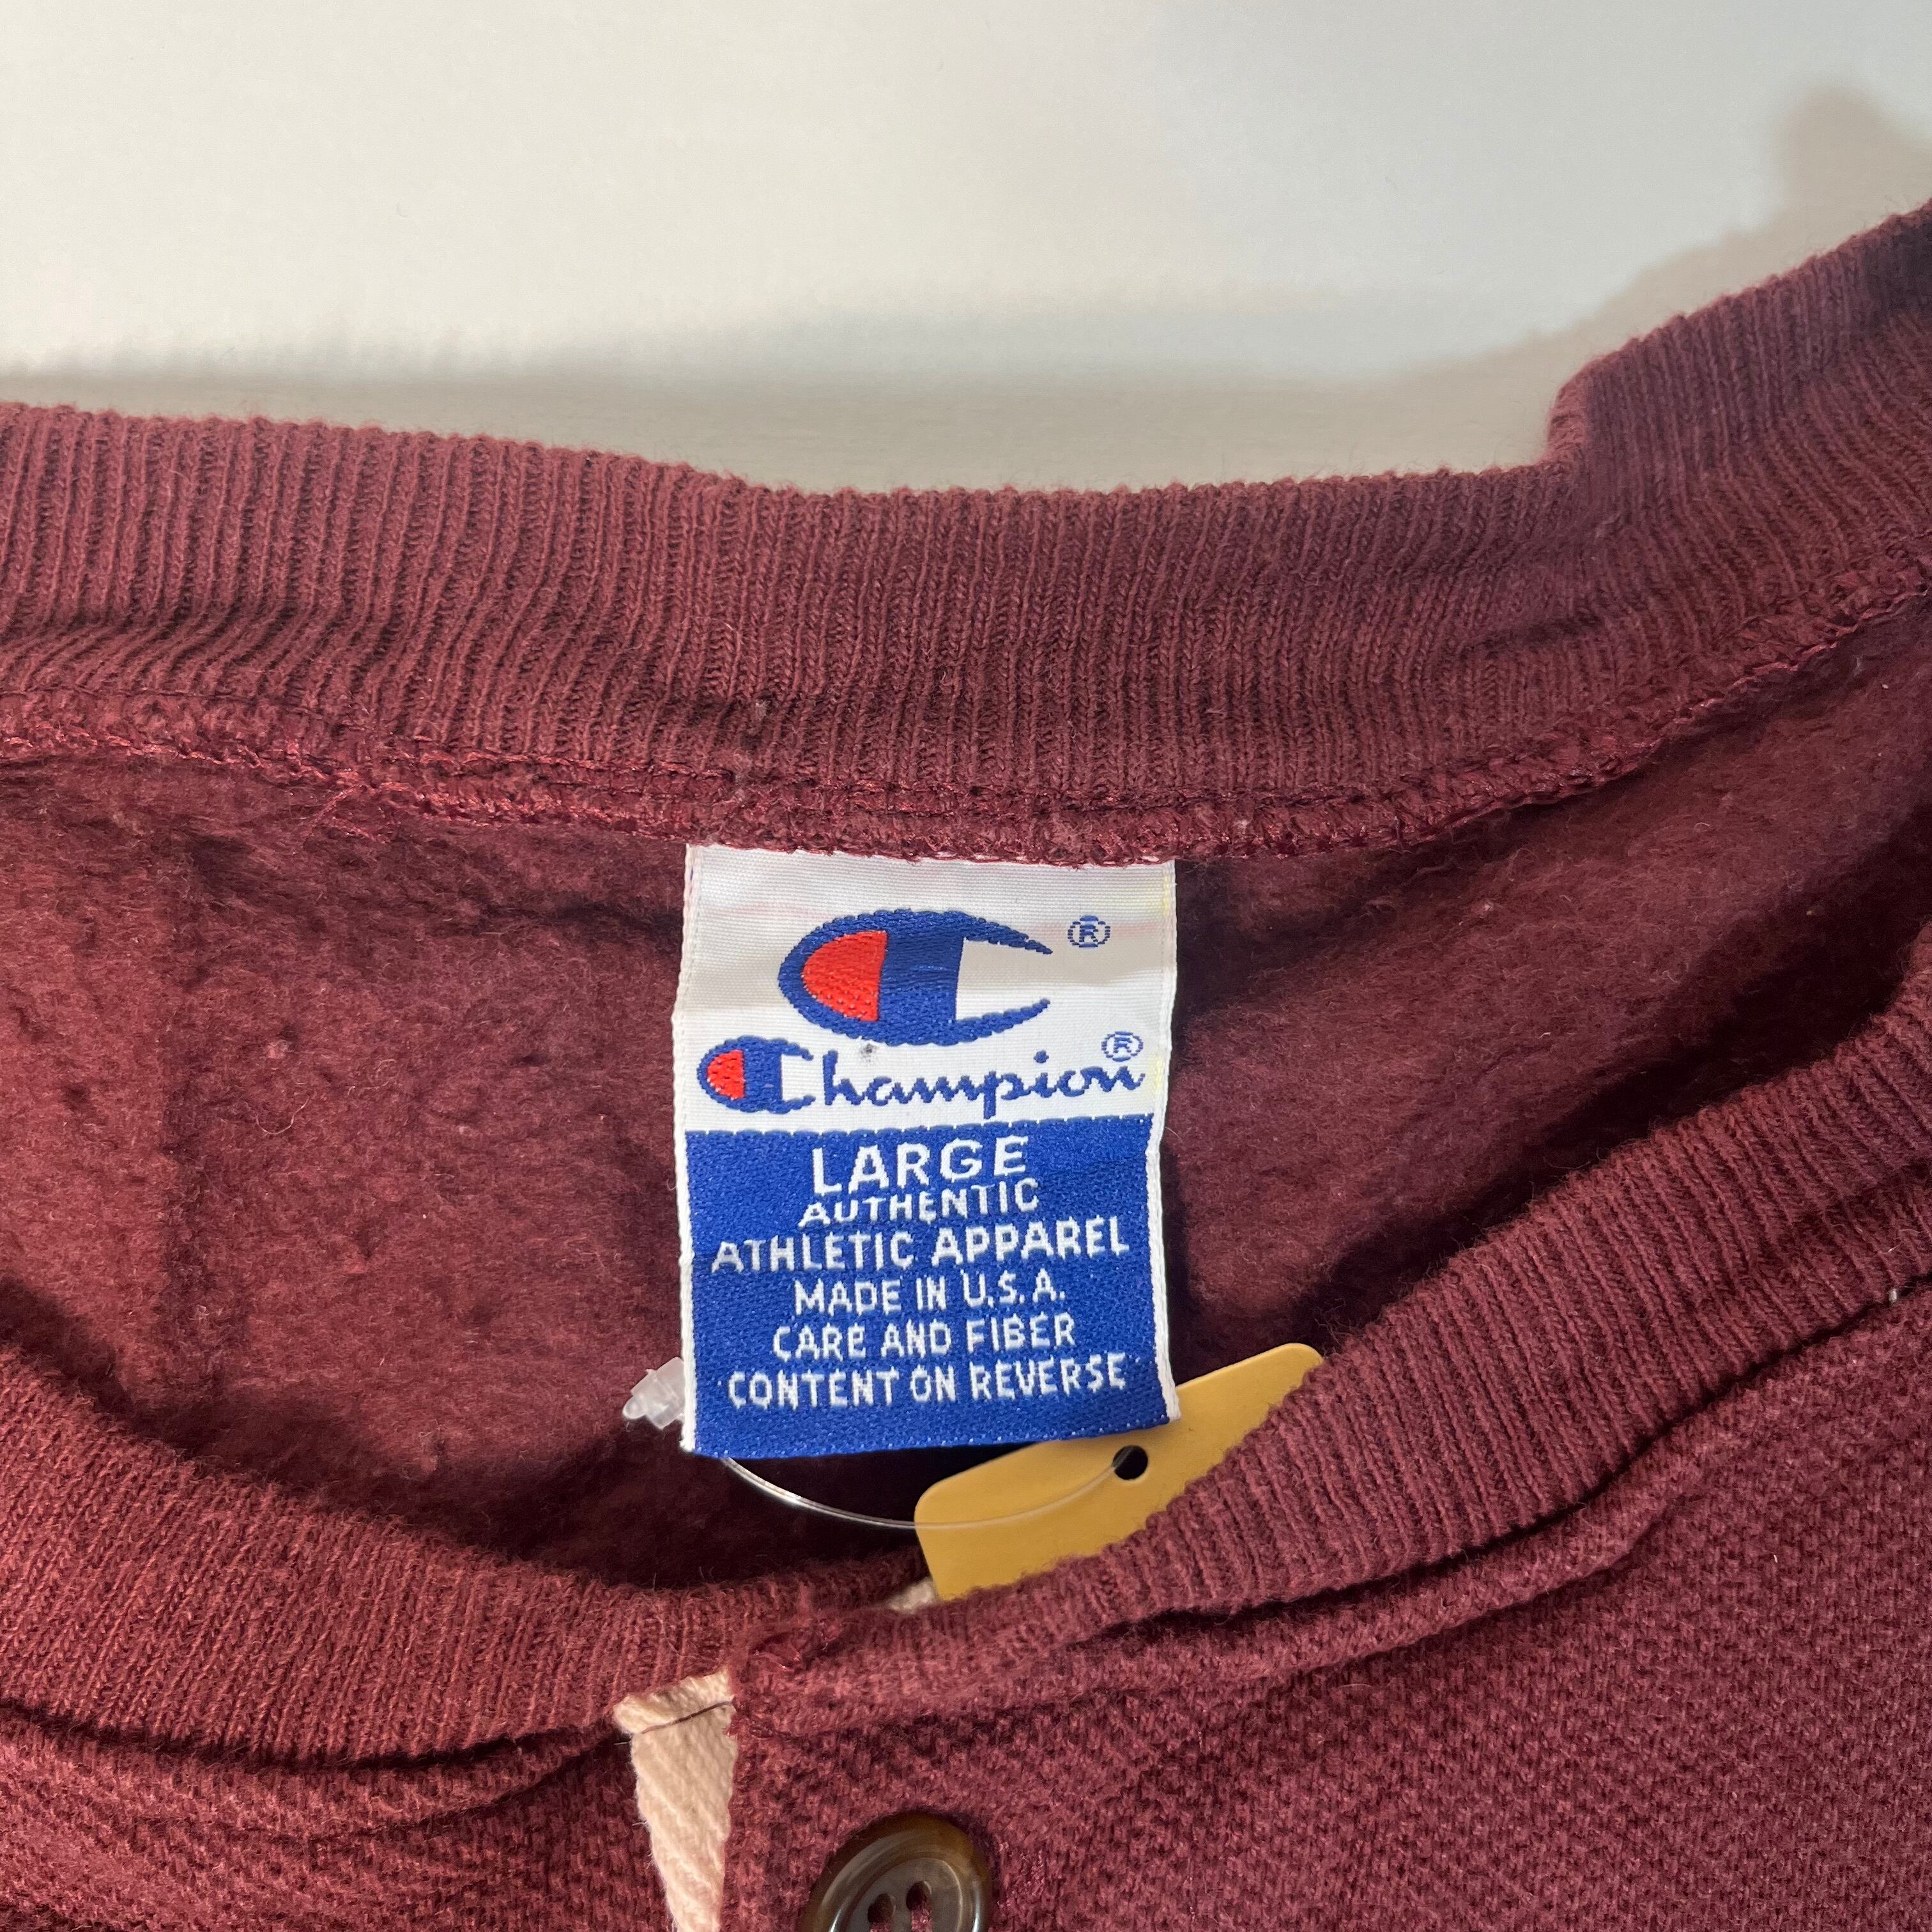 ®
Champion®
LARGE
AUTHENTIC
ATHLETIC APPAREL
MADE IN U.S.A.
CARE AND FIBER
CONTENT ON REVERSE